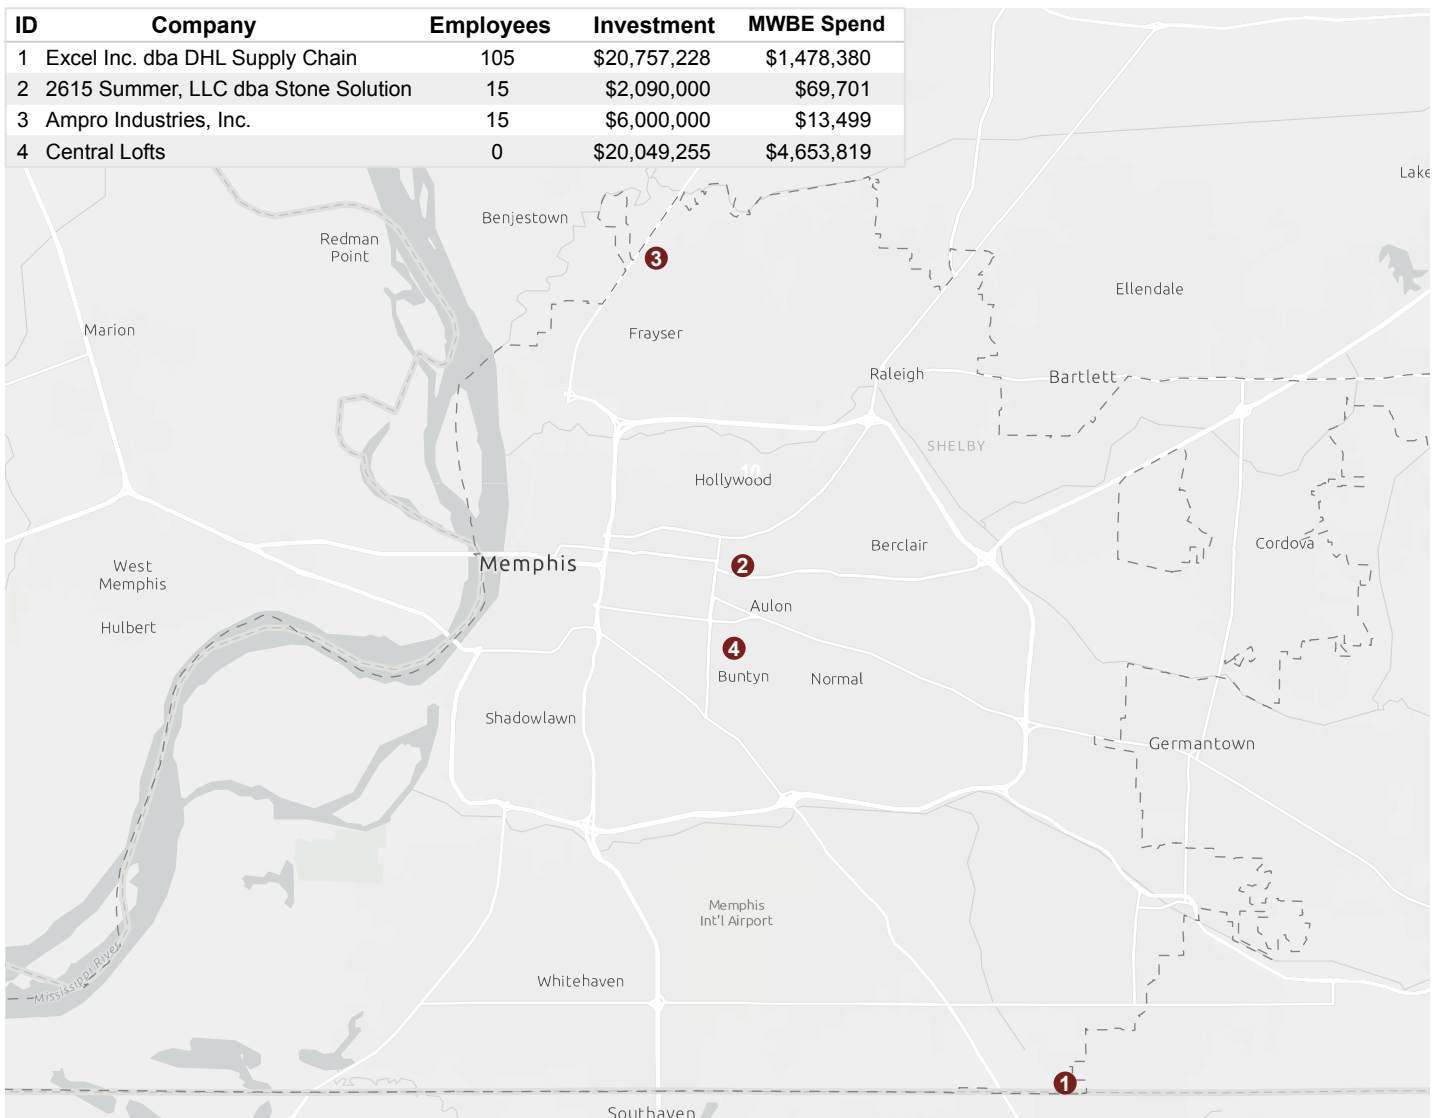 ID Company Employees Investment MWBE Spend
1 Excel Inc. dba DHL Supply Chain 105 $20,757,228 $1,478,380
2 2615 Summer, LLC dba Stone Solution 15 $2,090,000 $69,701
3 Ampro Industries, Inc. 15 $6,000,000 $13,499
4 Central Lofts 0 $20,049,255 $4,653,819
Lake
Benjestown
Redman
Point
3
Ellendale
Marion
Frayser
Raleigh
Bartlett
SHELBY
10
Hollywood
Berclair
Cordova
Memphis
2
West
Memphis
Aulon
Hulbert
4
Buntyn
Normal
Shadowlawn
Germantown
Memphis
Int'l Airport
Mississippi River
Whitehaven
1
Southaven